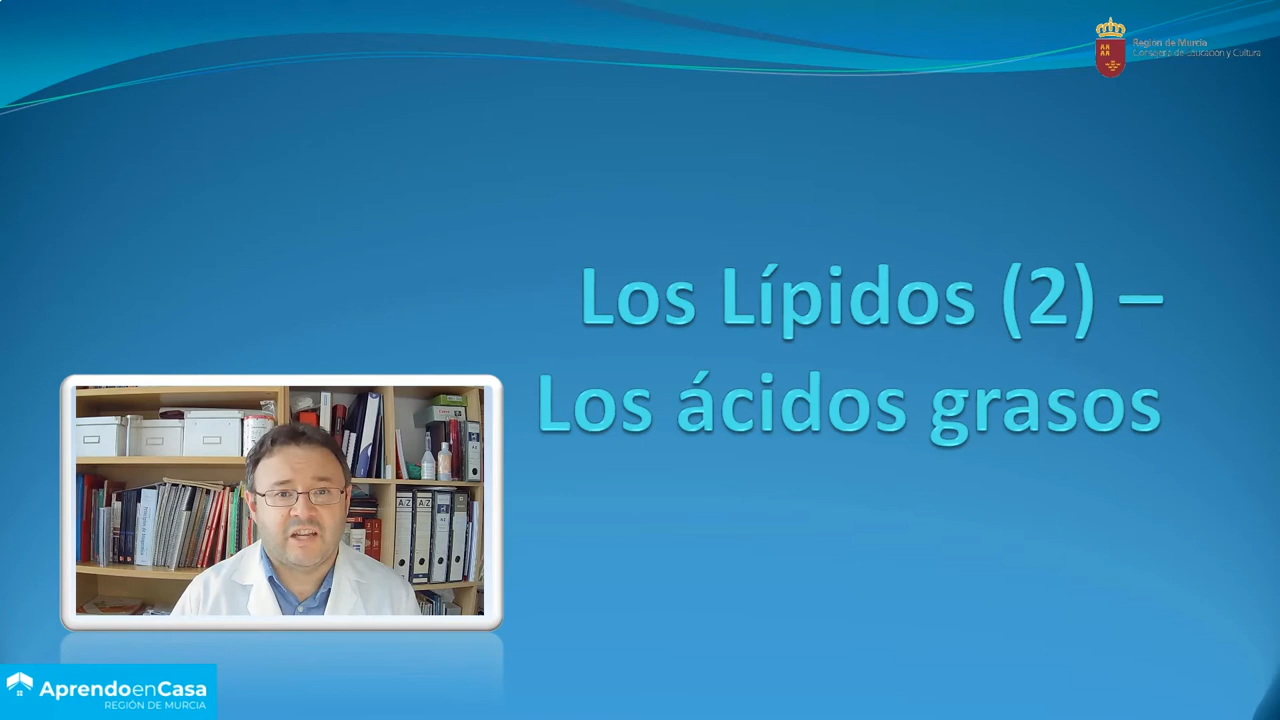 Región de Murcia
Consejería de Educación y Cultura
Los Lípidos (2) –
Los ácidos grasos
A/Z
A/Z
AprendoenCasa
REGIÓN DE MURCIA